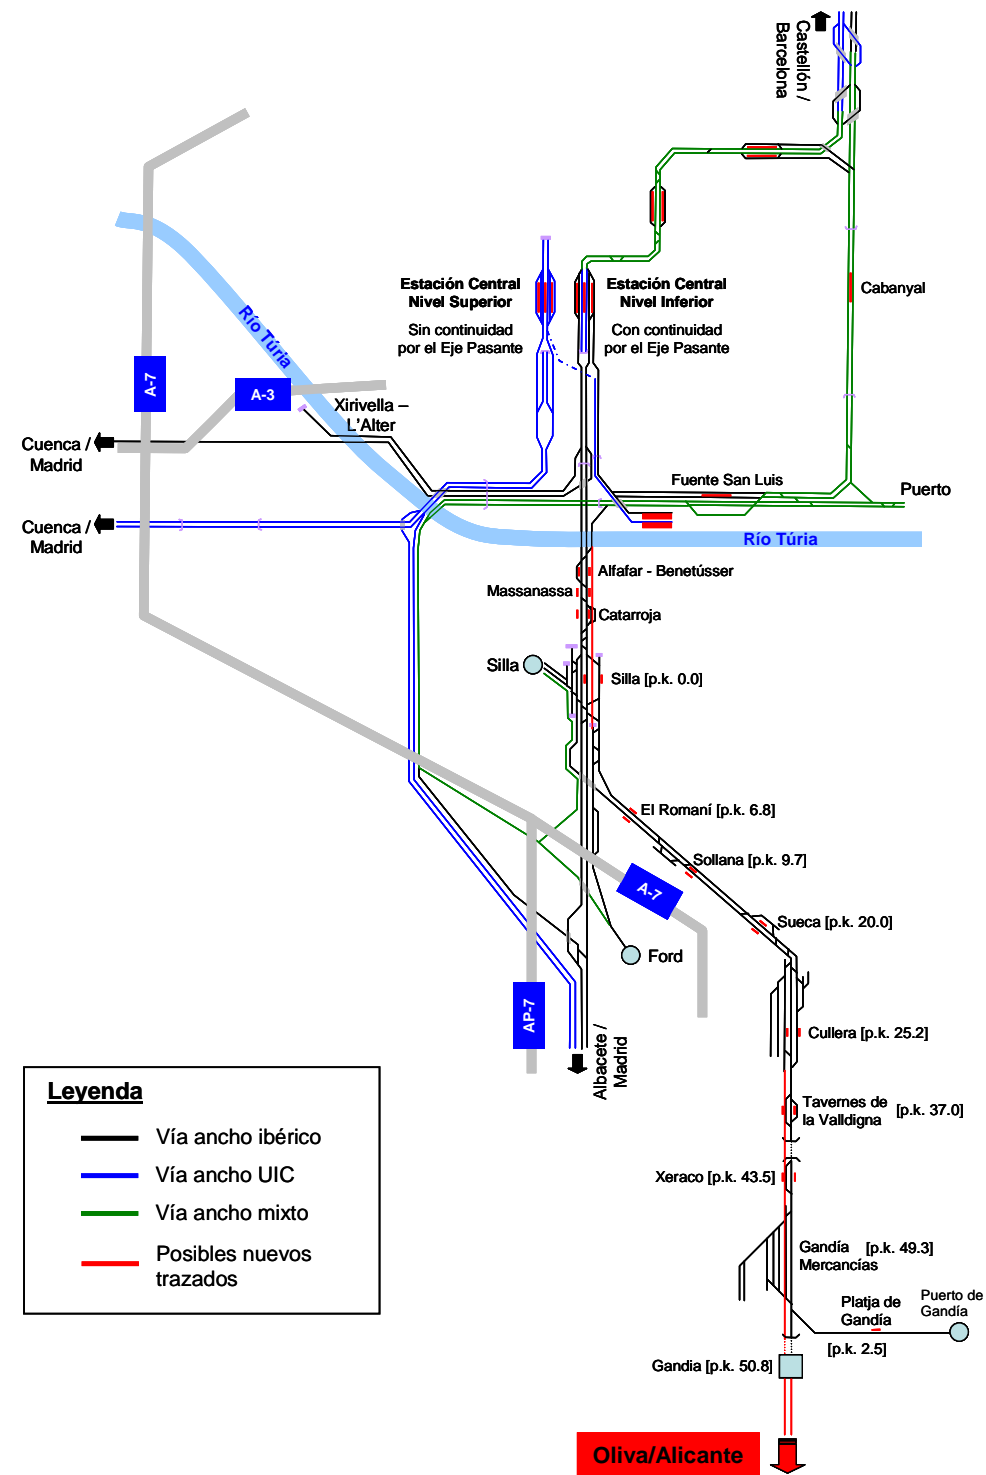 Castellón /
Barcelona
Estación Central
Nivel Superior
Sin continuidad
por el Eje Pasante
Estación Central
Nivel Inferior
Con continuidad
por el Eje Pasante
Cabanyal
Río Túria
A-7
A-3
Xirivella –
L'Alter
Cuenca /
Madrid
Fuente San Luis
Puerto
Cuenca /
Madrid
Río Túria
Alfafar - Benetússer
Massanassa
Catarroja
Silla
Silla [p.k. 0.0]
El Romaní [p.k. 6.8]
Sollana [p.k. 9.7]
A-7
Sueca [p.k. 20.0]
Ford
AP-7
Albacete /
Madrid
Cullera [p.k. 25.2]
Tavernes de
la Valldigna
[p.k. 37.0]
Xeraco [p.k. 43.5]
Gandía
Mercancías
[p.k. 49.3]
Platja de
Gandía
Puerto de
Gandía
[p.k. 2.5]
Gandia [p.k. 50.8]
Oliva/Alicante
Leyenda
Vía ancho ibérico
Vía ancho UIC
Vía ancho mixto
Posibles nuevos
trazados